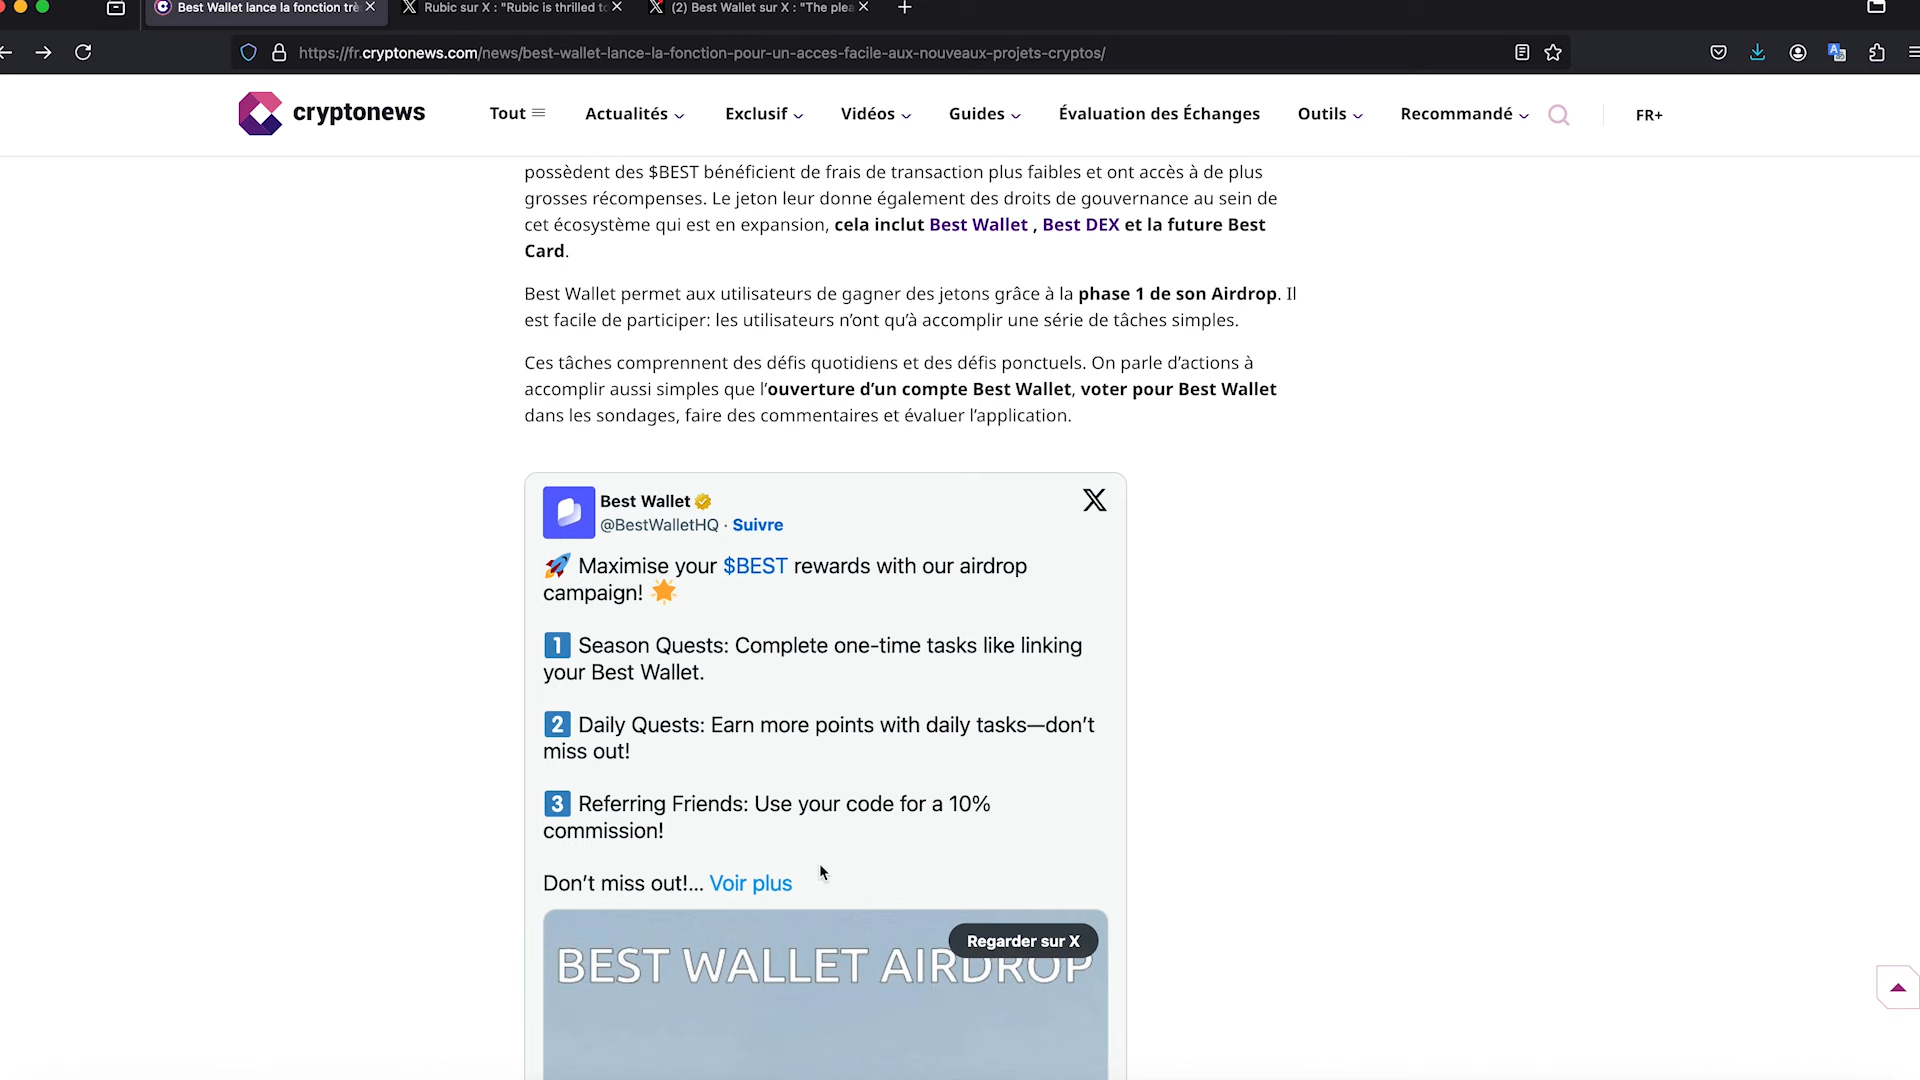 Best Wallet lance la fonction trè
Rubic sur X : "Rubic is thrilled to
(2) Best Wallet sur X : "The plea
https://fr.cryptonews.com/news/best-wallet-lance-la-fonction-pour-un-acces-facile-aux-nouveaux-projets-cryptos/
cryptonews
Tout
Actualités
Exclusif
Vidéos
Guides
Évaluation des Échanges
Outils
Recommandé
FR+
possèdent des $BEST bénéficient de frais de transaction plus faibles et ont accès à de plus
grosses récompenses. Le jeton leur donne également des droits de gouvernance au sein de
cet écosystème qui est en expansion, cela inclut Best Wallet , Best DEX et la future Best
Card.
Best Wallet permet aux utilisateurs de gagner des jetons grâce à la phase 1 de son Airdrop. Il
est facile de participer: les utilisateurs n’ont qu’à accomplir une série de tâches simples.
Ces tâches comprennent des défis quotidiens et des défis ponctuels. On parle d’actions à
accomplir aussi simples que l’ouverture d’un compte Best Wallet, voter pour Best Wallet
dans les sondages, faire des commentaires et évaluer l’application.
Best Wallet
@BestWalletHQ · Suivre
🚀 Maximise your $BEST rewards with our airdrop
campaign! 🌟
1️⃣ Season Quests: Complete one-time tasks like linking
your Best Wallet.
2️⃣ Daily Quests: Earn more points with daily tasks—don’t
miss out!
3️⃣ Referring Friends: Use your code for a 10%
commission!
Don’t miss out!... Voir plus
Regarder sur X
BEST WALLET AIRDROP